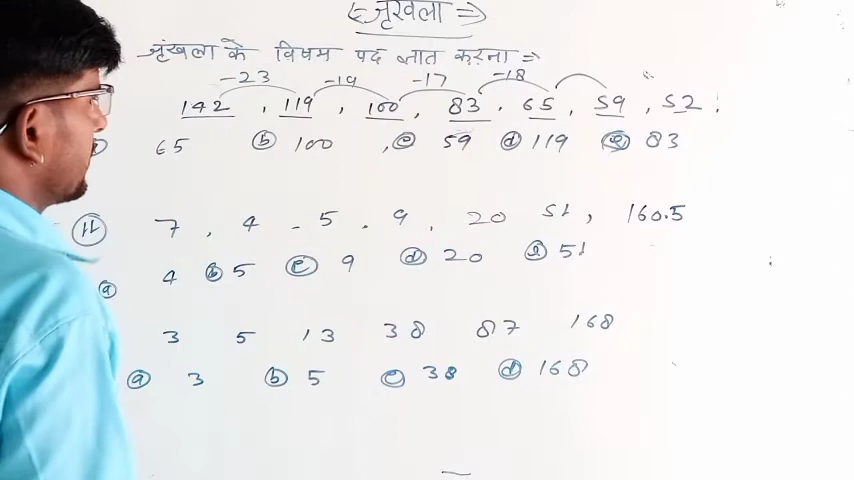 ⇐ शृंखला ⇒
शृंखला के विषम पद ज्ञात करना ⇒
-23 -19 -17 -18
142 , 119 , 100 , 83 , 65 , 59 , 52 ;
65 (b) 100 , (c) 59 (d) 119 (e) 83
(11) 7 , 4 - 5 . 9 . 20 51 , 160.5
(a) 4 (b) 5 (c) 9 (d) 20 (e) 51
3 5 13 38 87 168
(a) 3 (b) 5 (c) 38 (d) 168